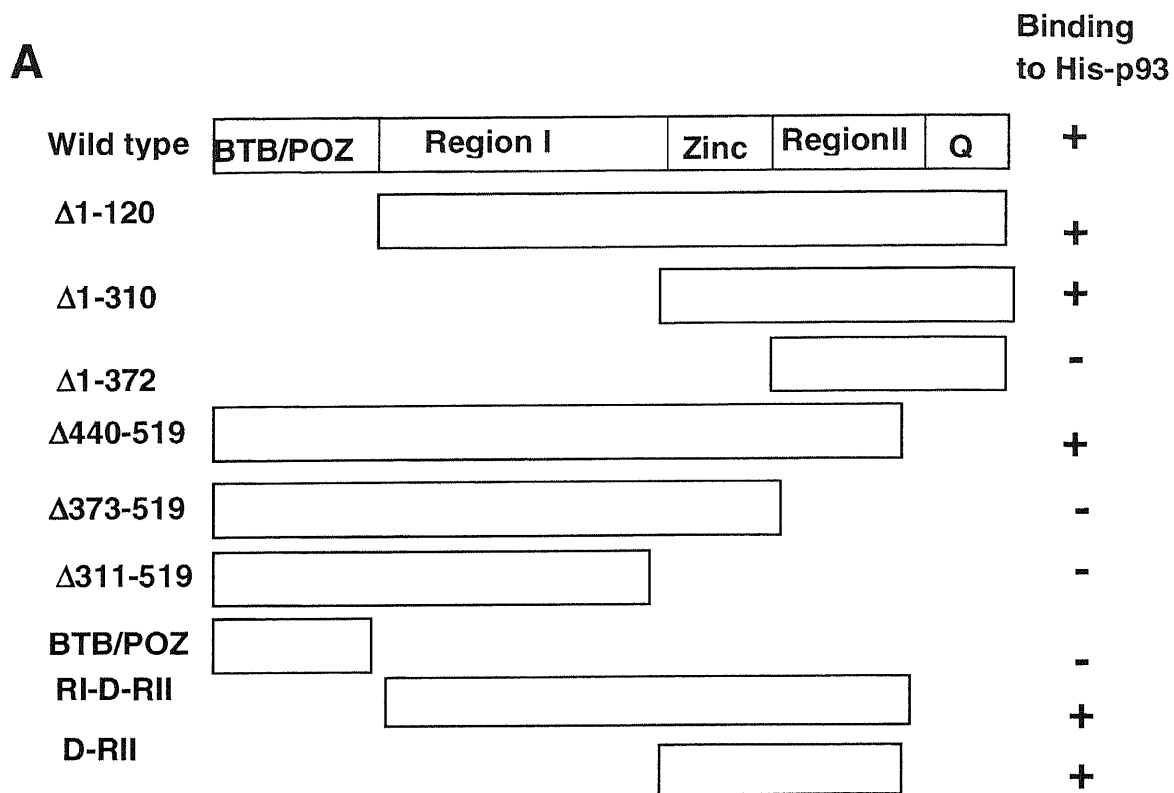 A
Binding
to His-p93
Wild type BTB/POZ Region I Zinc RegionII Q +
Δ1-120 +
Δ1-310 +
Δ1-372 -
Δ440-519 +
Δ373-519 -
Δ311-519 -
BTB/POZ -
RI-D-RII +
D-RII +